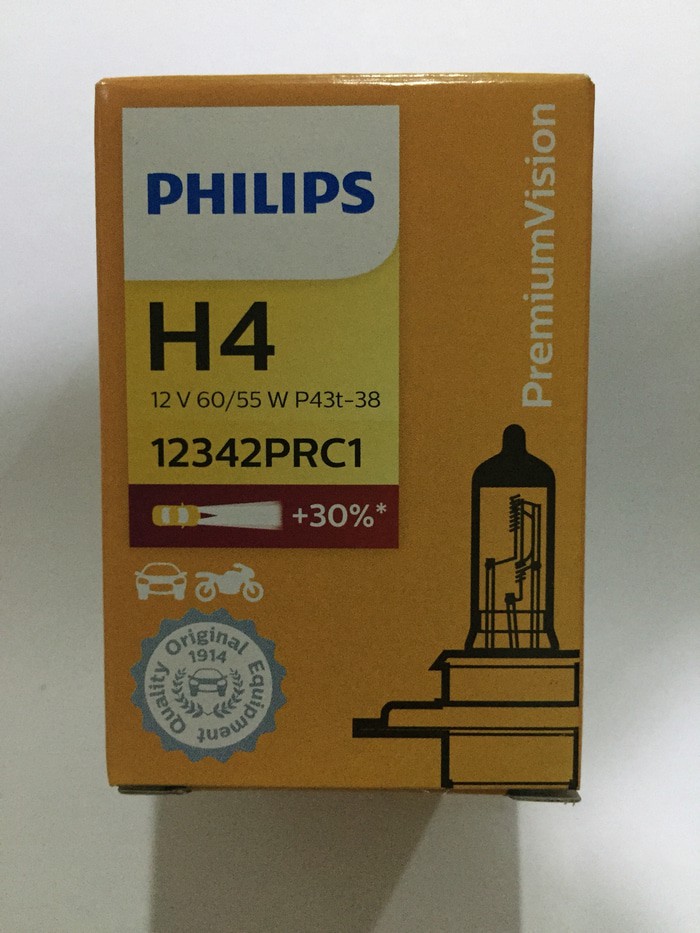 PHILIPS
H4
12 V 60/55 W P43t-38
12342PRC1
+30%*
PremiumVision
Original Equipment Quality
1914